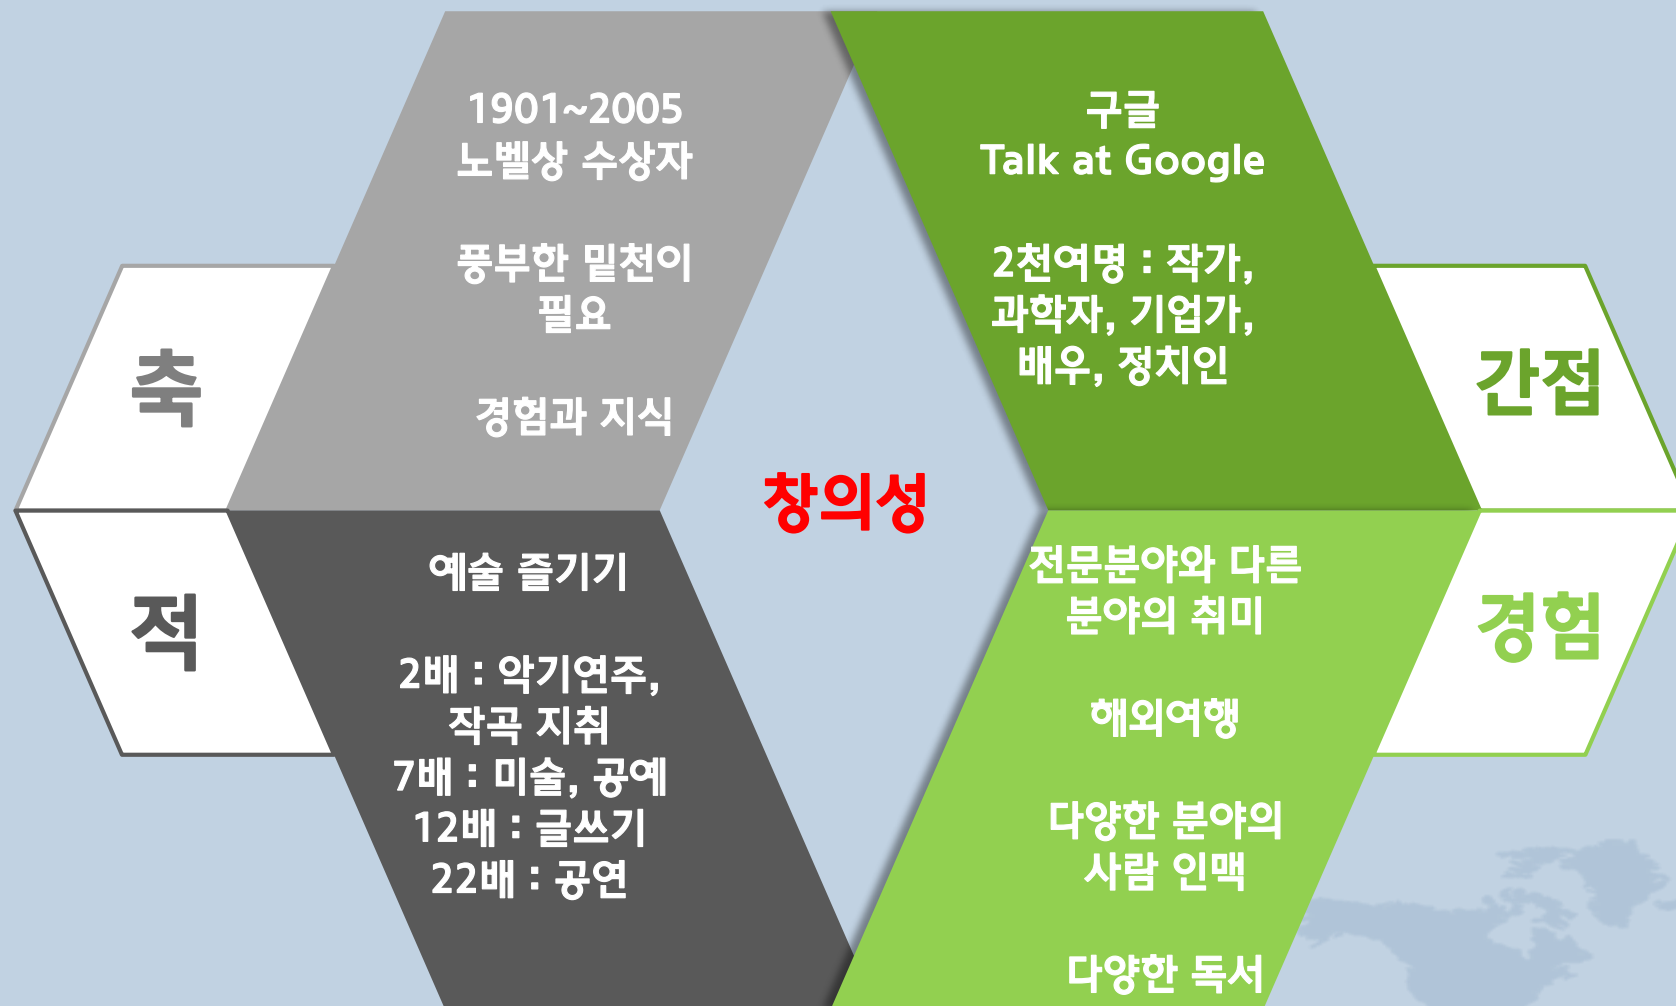 축
적
1901~2005
노벨상 수상자
풍부한 밑천이
필요
경험과 지식
예술 즐기기
2배 : 악기연주,
작곡 지취
7배 : 미술, 공예
12배 : 글쓰기
22배 : 공연
창의성
구글
Talk at Google
2천여명 : 작가,
과학자, 기업가,
배우, 정치인
전문분야와 다른
분야의 취미
해외여행
다양한 분야의
사람 인맥
다양한 독서
간접
경험